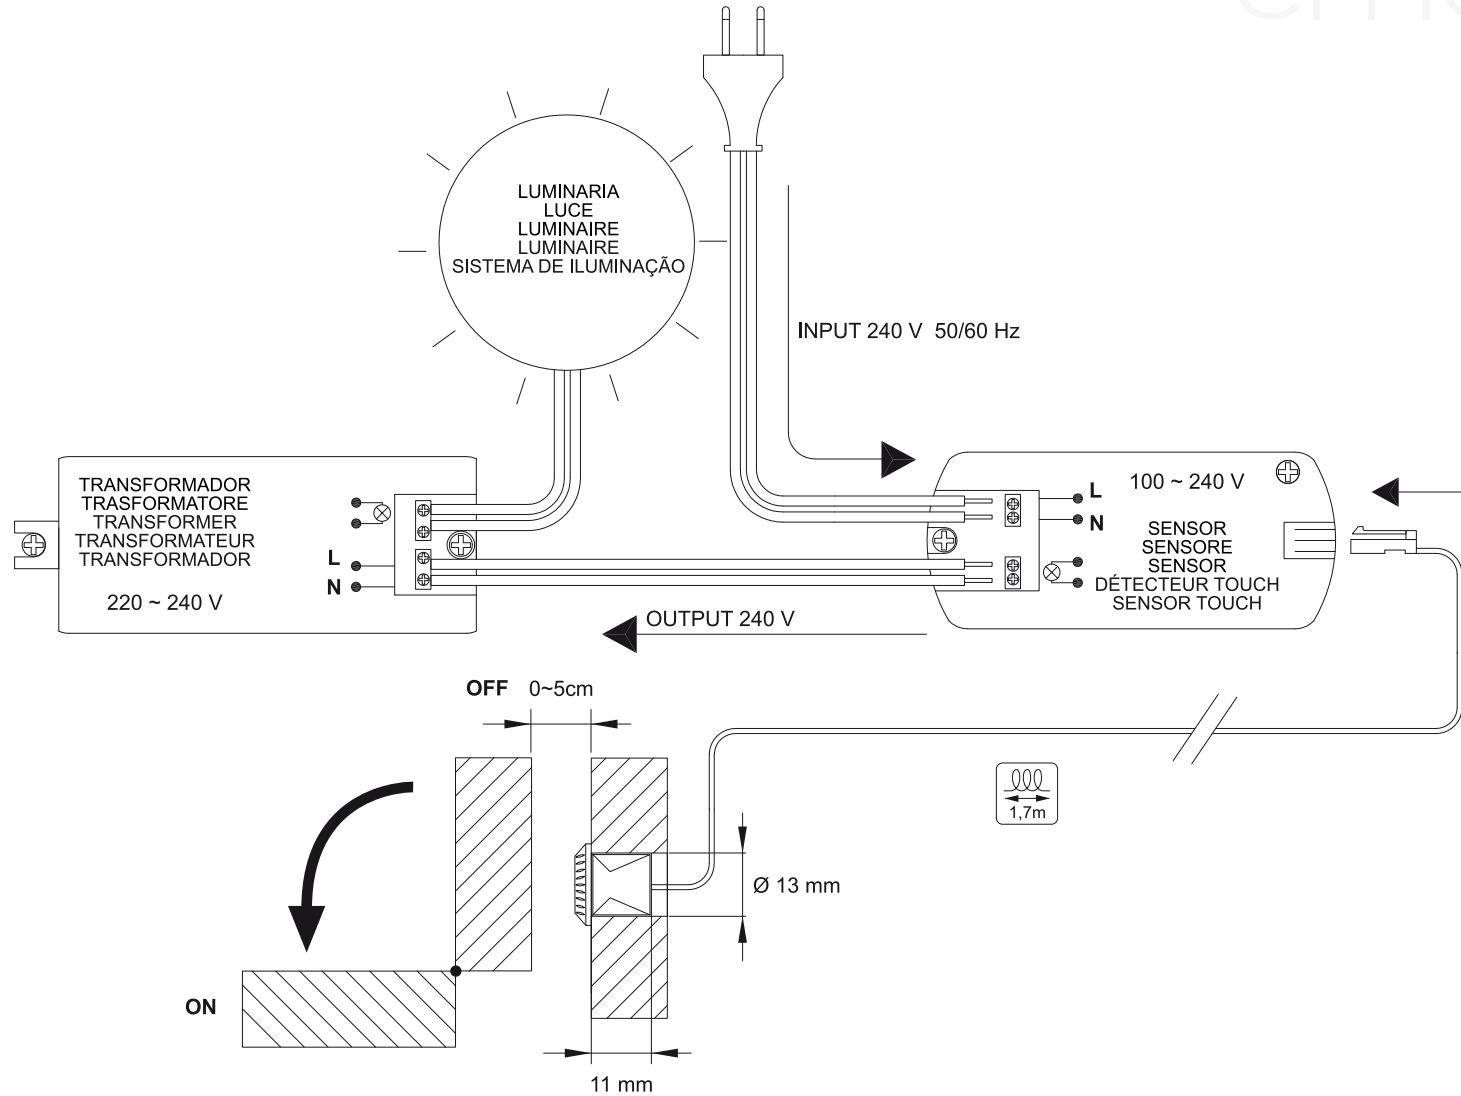 LUMINARIA
LUCE
LUMINAIRE
LUMINAIRE
SISTEMA DE ILUMINAÇÃO
INPUT 240 V 50/60 Hz
TRANSFORMADOR
TRASFORMATORE
TRANSFORMER
TRANSFORMATEUR
TRANSFORMADOR
220 ~ 240 V
L
N
100 ~ 240 V
L
N
SENSOR
SENSORE
SENSOR
DÉTECTEUR TOUCH
SENSOR TOUCH
OUTPUT 240 V
OFF 0~5cm
1,7m
Ø 13 mm
ON
11 mm